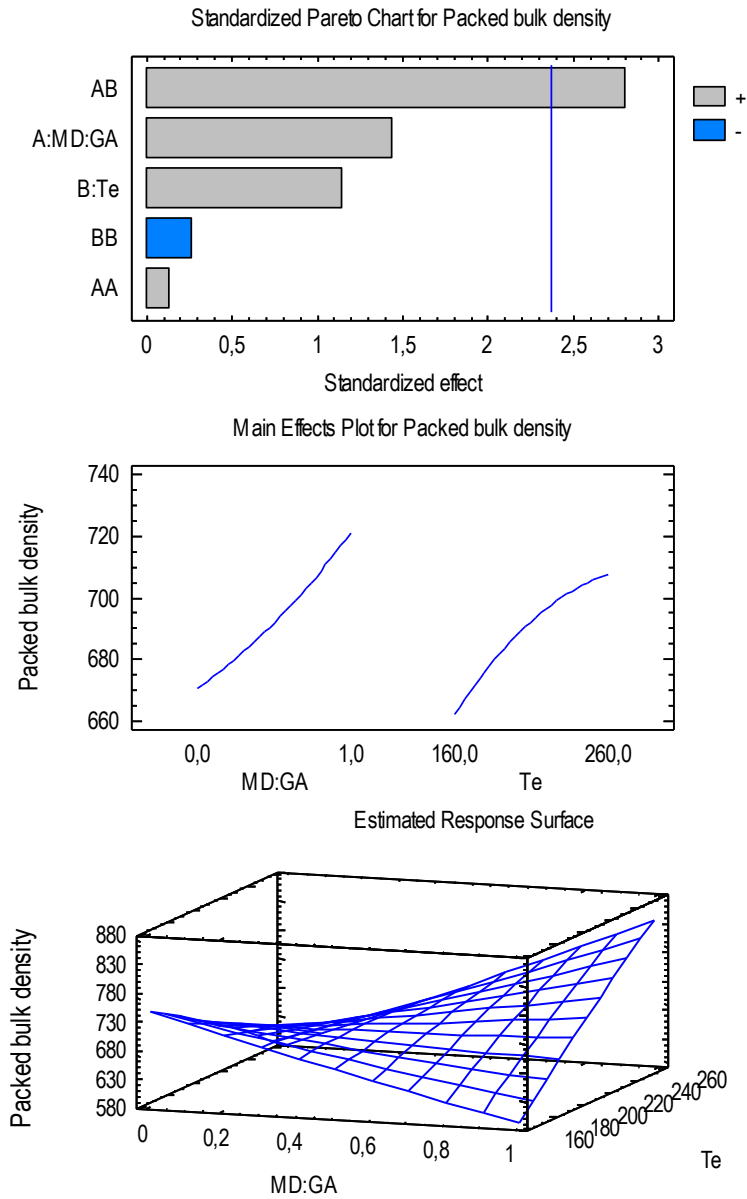 Standardized Pareto Chart for Packed bulk density
AB
A:MD:GA
B:Te
BB
AA
+
-
0 0,5 1 1,5 2 2,5 3
Standardized effect
Main Effects Plot for Packed bulk density
Packed bulk density
740
720
700
680
660
0,0 1,0 160,0 260,0
MD:GA Te
Estimated Response Surface
Packed bulk density
880
830
780
730
680
630
580
0 0,2 0,4 0,6 0,8 1
MD:GA
160 180 200 220 240 260
Te